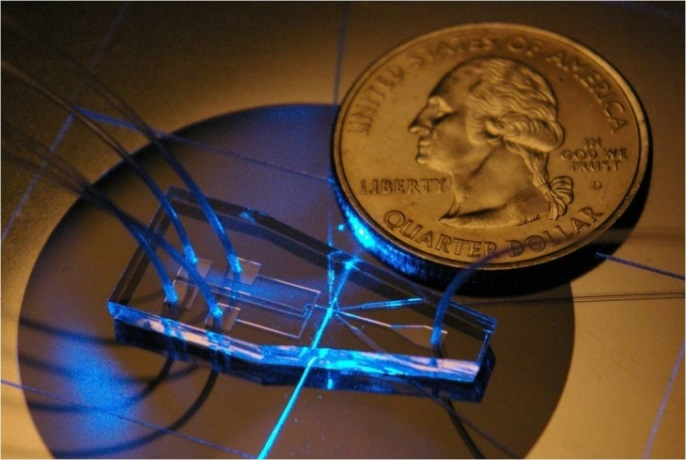 UNITED STATES OF AMERICA
LIBERTY
IN
GOD WE
TRUST
D
QUARTER DOLLAR